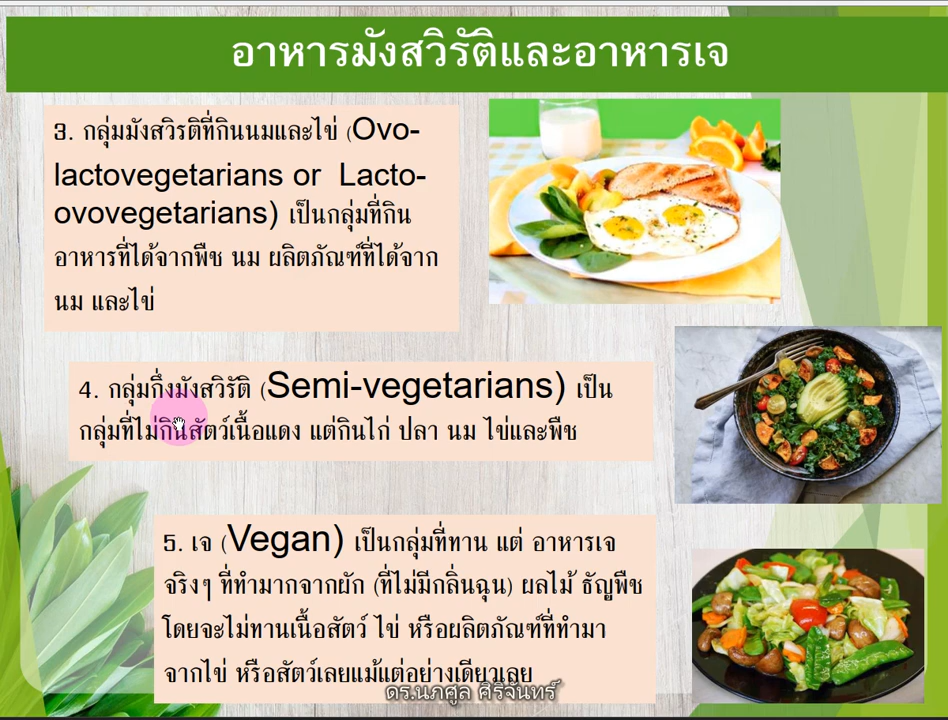 อาหารมังสวิรัติและอาหารเจ
3. กลุ่มมังสวิรติที่กินนมและไข่ (Ovo-
lactovegetarians or Lacto-
ovovegetarians) เป็นกลุ่มที่กิน
อาหารที่ได้จากพืช นม ผลิตภัณฑ์ที่ได้จาก
นม และไข่
4. กลุ่มกึ่งมังสวิรัติ (Semi-vegetarians) เป็น
กลุ่มที่ไม่กินสัตว์เนื้อแดง แต่กินไก่ ปลา นม ไข่และพืช
5. เจ (Vegan) เป็นกลุ่มที่ทาน แต่ อาหารเจ
จริงๆ ที่ทำมากจากผัก (ที่ไม่มีกลิ่นฉุน) ผลไม้ ธัญพืช
โดยจะไม่ทานเนื้อสัตว์ ไข่ หรือผลิตภัณฑ์ที่ทำมา
จากไข่ หรือสัตว์เลยแม้แต่อย่างเดียวเลย
ดร.นภศูล ศิริจันทร์